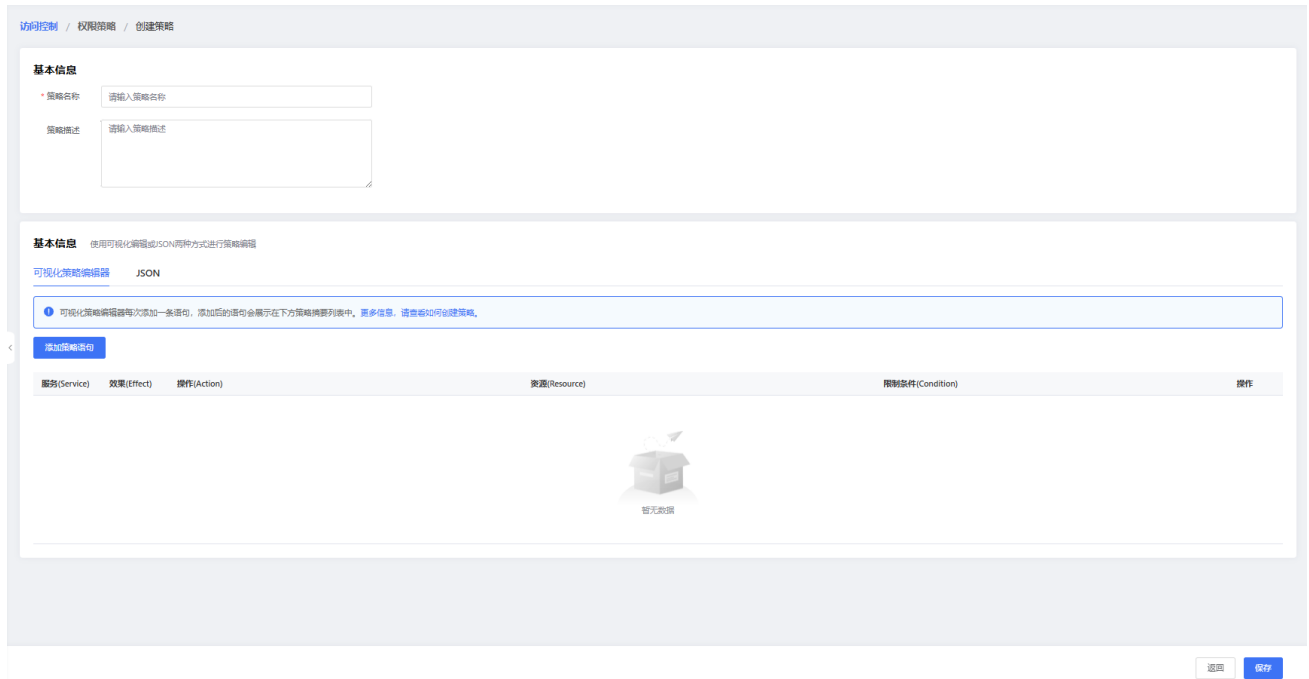 访问控制 / 权限策略 / 创建策略
基本信息
* 策略名称 请输入策略名称
策略描述 请输入策略描述
基本信息 使用可视化编辑或JSON两种方式进行策略编辑
可视化策略编辑器 JSON
可视化策略编辑器每次添加一条语句，添加后的语句会展示在下方策略摘要列表中。更多信息，请查看如何创建策略。
添加策略语句
服务(Service) 效果(Effect) 操作(Action) 资源(Resource) 限制条件(Condition) 操作
暂无数据
返回 保存